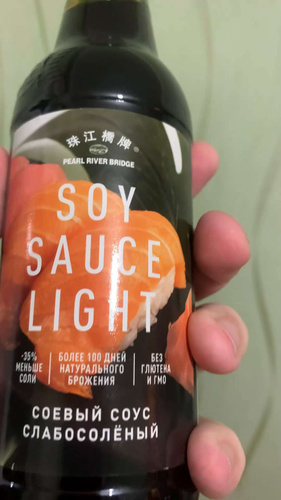 珠江橋牌®
PEARL RIVER BRIDGE
SOY
SAUCE
LIGHT
-35%
МЕНЬШЕ
СОЛИ
БОЛЕЕ 100 ДНЕЙ
НАТУРАЛЬНОГО
БРОЖЕНИЯ
БЕЗ
ГЛЮТЕНА
И ГМО
СОЕВЫЙ СОУС
СЛАБОСОЛЁНЫЙ